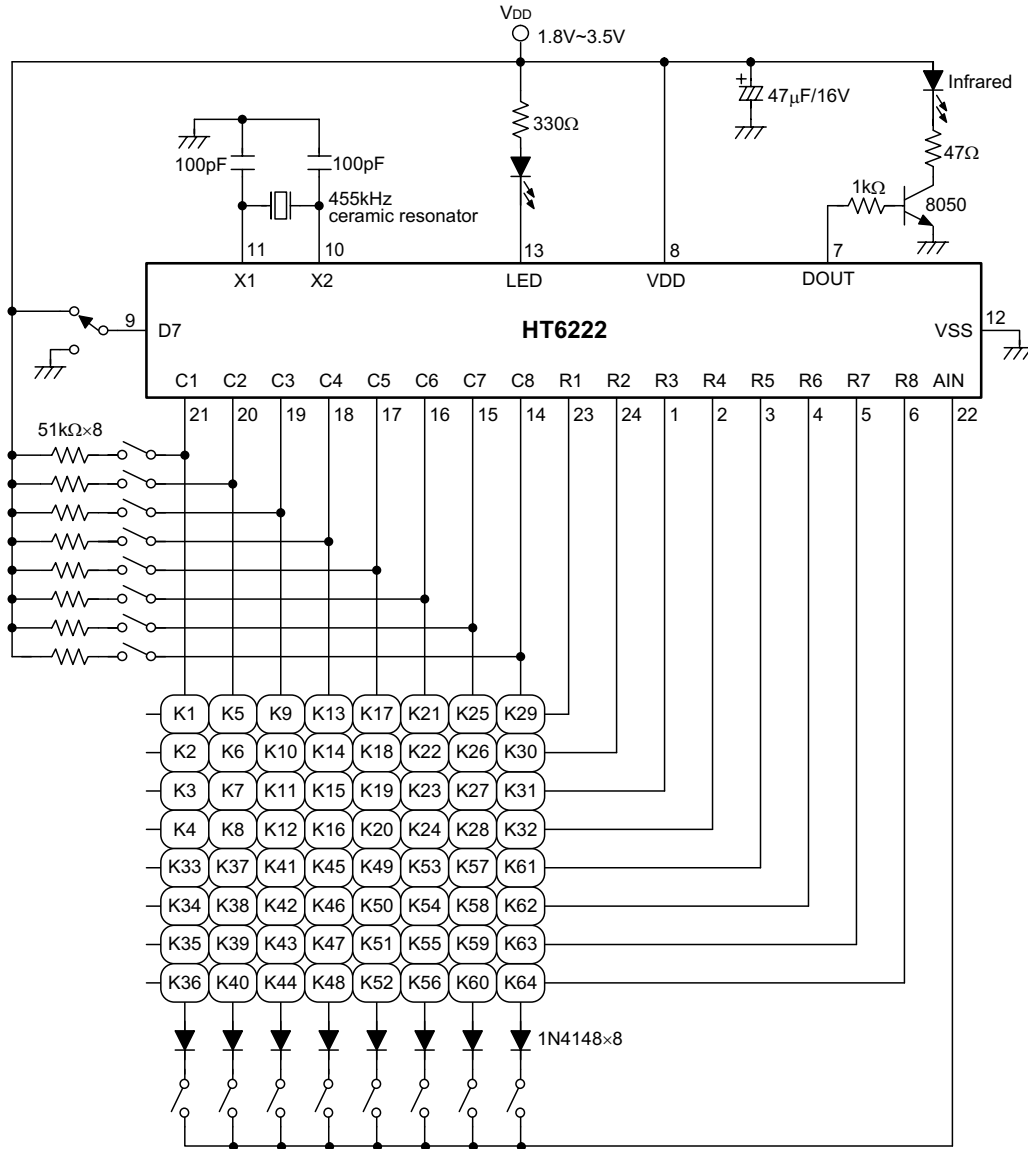 VDD
1.8V~3.5V
Infrared
47μF/16V
330Ω
100pF
100pF
47Ω
1kΩ
455kHz
ceramic resonator
8050
11
10
13
8
7
X1
X2
LED
VDD
DOUT
9
D7
HT6222
VSS
12
C1 C2 C3 C4 C5 C6 C7 C8 R1 R2 R3 R4 R5 R6 R7 R8 AIN
21 20 19 18 17 16 15 14 23 24 1 2 3 4 5 6 22
51kΩ×8
K1 K5 K9 K13 K17 K21 K25 K29
K2 K6 K10 K14 K18 K22 K26 K30
K3 K7 K11 K15 K19 K23 K27 K31
K4 K8 K12 K16 K20 K24 K28 K32
K33 K37 K41 K45 K49 K53 K57 K61
K34 K38 K42 K46 K50 K54 K58 K62
K35 K39 K43 K47 K51 K55 K59 K63
K36 K40 K44 K48 K52 K56 K60 K64
1N4148×8